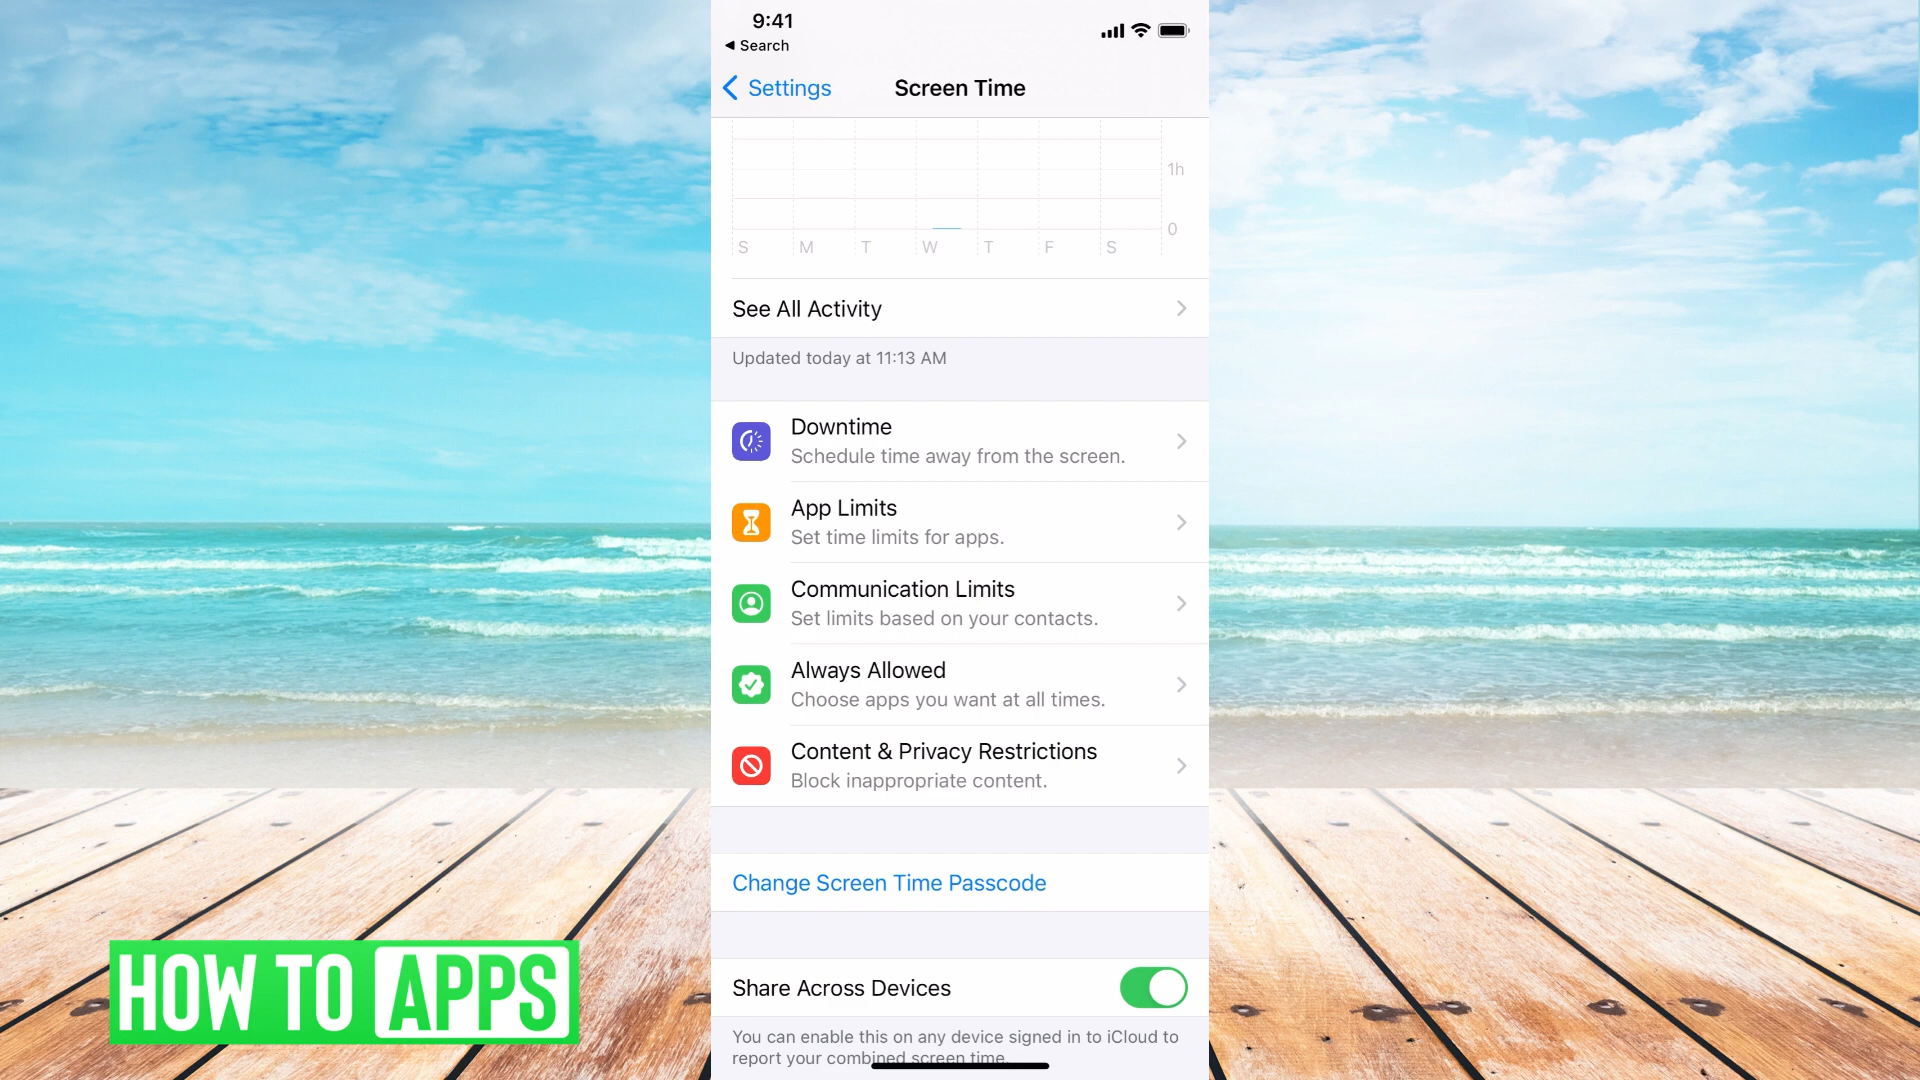 9:41
◀ Search
Settings
Screen Time
1h
0
S M T W T F S
See All Activity
Updated today at 11:13 AM
Downtime
Schedule time away from the screen.
App Limits
Set time limits for apps.
Communication Limits
Set limits based on your contacts.
Always Allowed
Choose apps you want at all times.
Content & Privacy Restrictions
Block inappropriate content.
Change Screen Time Passcode
Share Across Devices
You can enable this on any device signed in to iCloud to
report your combined screen time.
HOW TO APPS